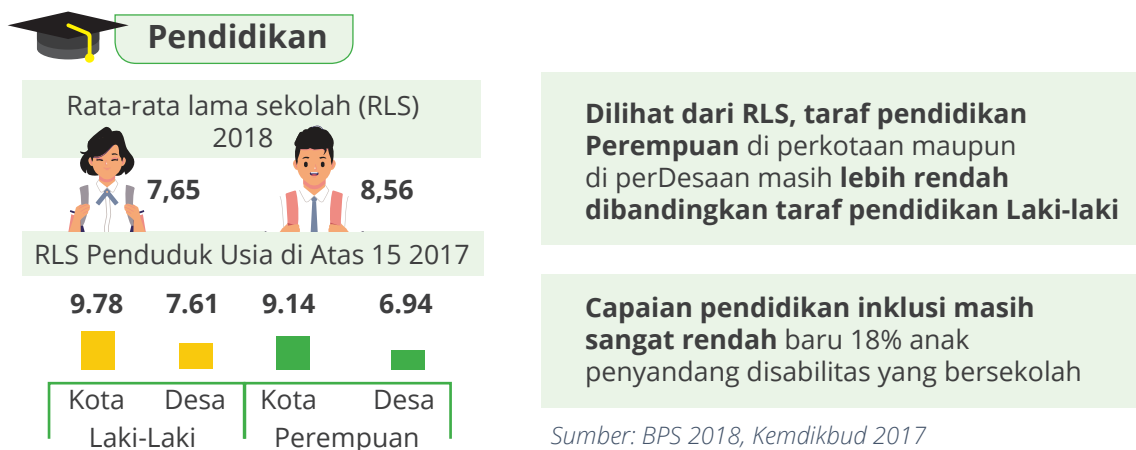 Pendidikan
Rata-rata lama sekolah (RLS)
2018
7,65
8,56
RLS Penduduk Usia di Atas 15 2017
9.78 7.61 9.14 6.94
Kota Desa Kota Desa
Laki-Laki Perempuan
Dilihat dari RLS, taraf pendidikan
Perempuan di perkotaan maupun
di perDesaan masih lebih rendah
dibandingkan taraf pendidikan Laki-laki
Capaian pendidikan inklusi masih
sangat rendah baru 18% anak
penyandang disabilitas yang bersekolah
Sumber: BPS 2018, Kemdikbud 2017